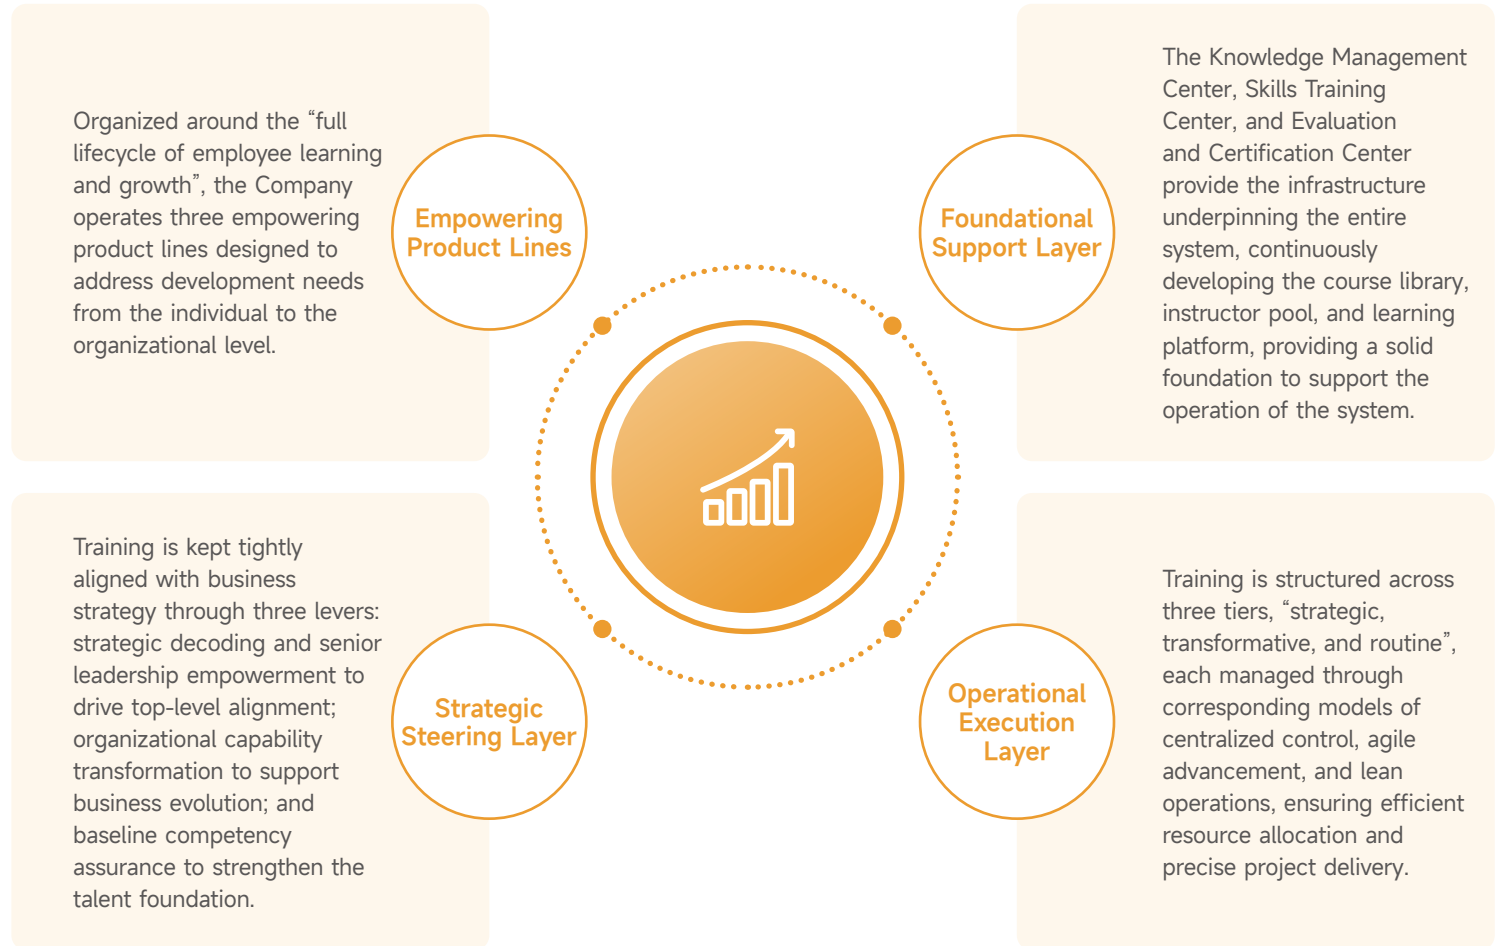 Organized around the “full
lifecycle of employee learning
and growth”, the Company
operates three empowering
product lines designed to
address development needs
from the individual to the
organizational level.
Empowering
Product Lines
Foundational
Support Layer
The Knowledge Management
Center, Skills Training
Center, and Evaluation
and Certification Center
provide the infrastructure
underpinning the entire
system, continuously
developing the course library,
instructor pool, and learning
platform, providing a solid
foundation to support the
operation of the system.
Training is kept tightly
aligned with business
strategy through three levers:
strategic decoding and senior
leadership empowerment to
drive top-level alignment;
organizational capability
transformation to support
business evolution; and
baseline competency
assurance to strengthen the
talent foundation.
Strategic
Steering Layer
Operational
Execution
Layer
Training is structured across
three tiers, “strategic,
transformative, and routine”,
each managed through
corresponding models of
centralized control, agile
advancement, and lean
operations, ensuring efficient
resource allocation and
precise project delivery.